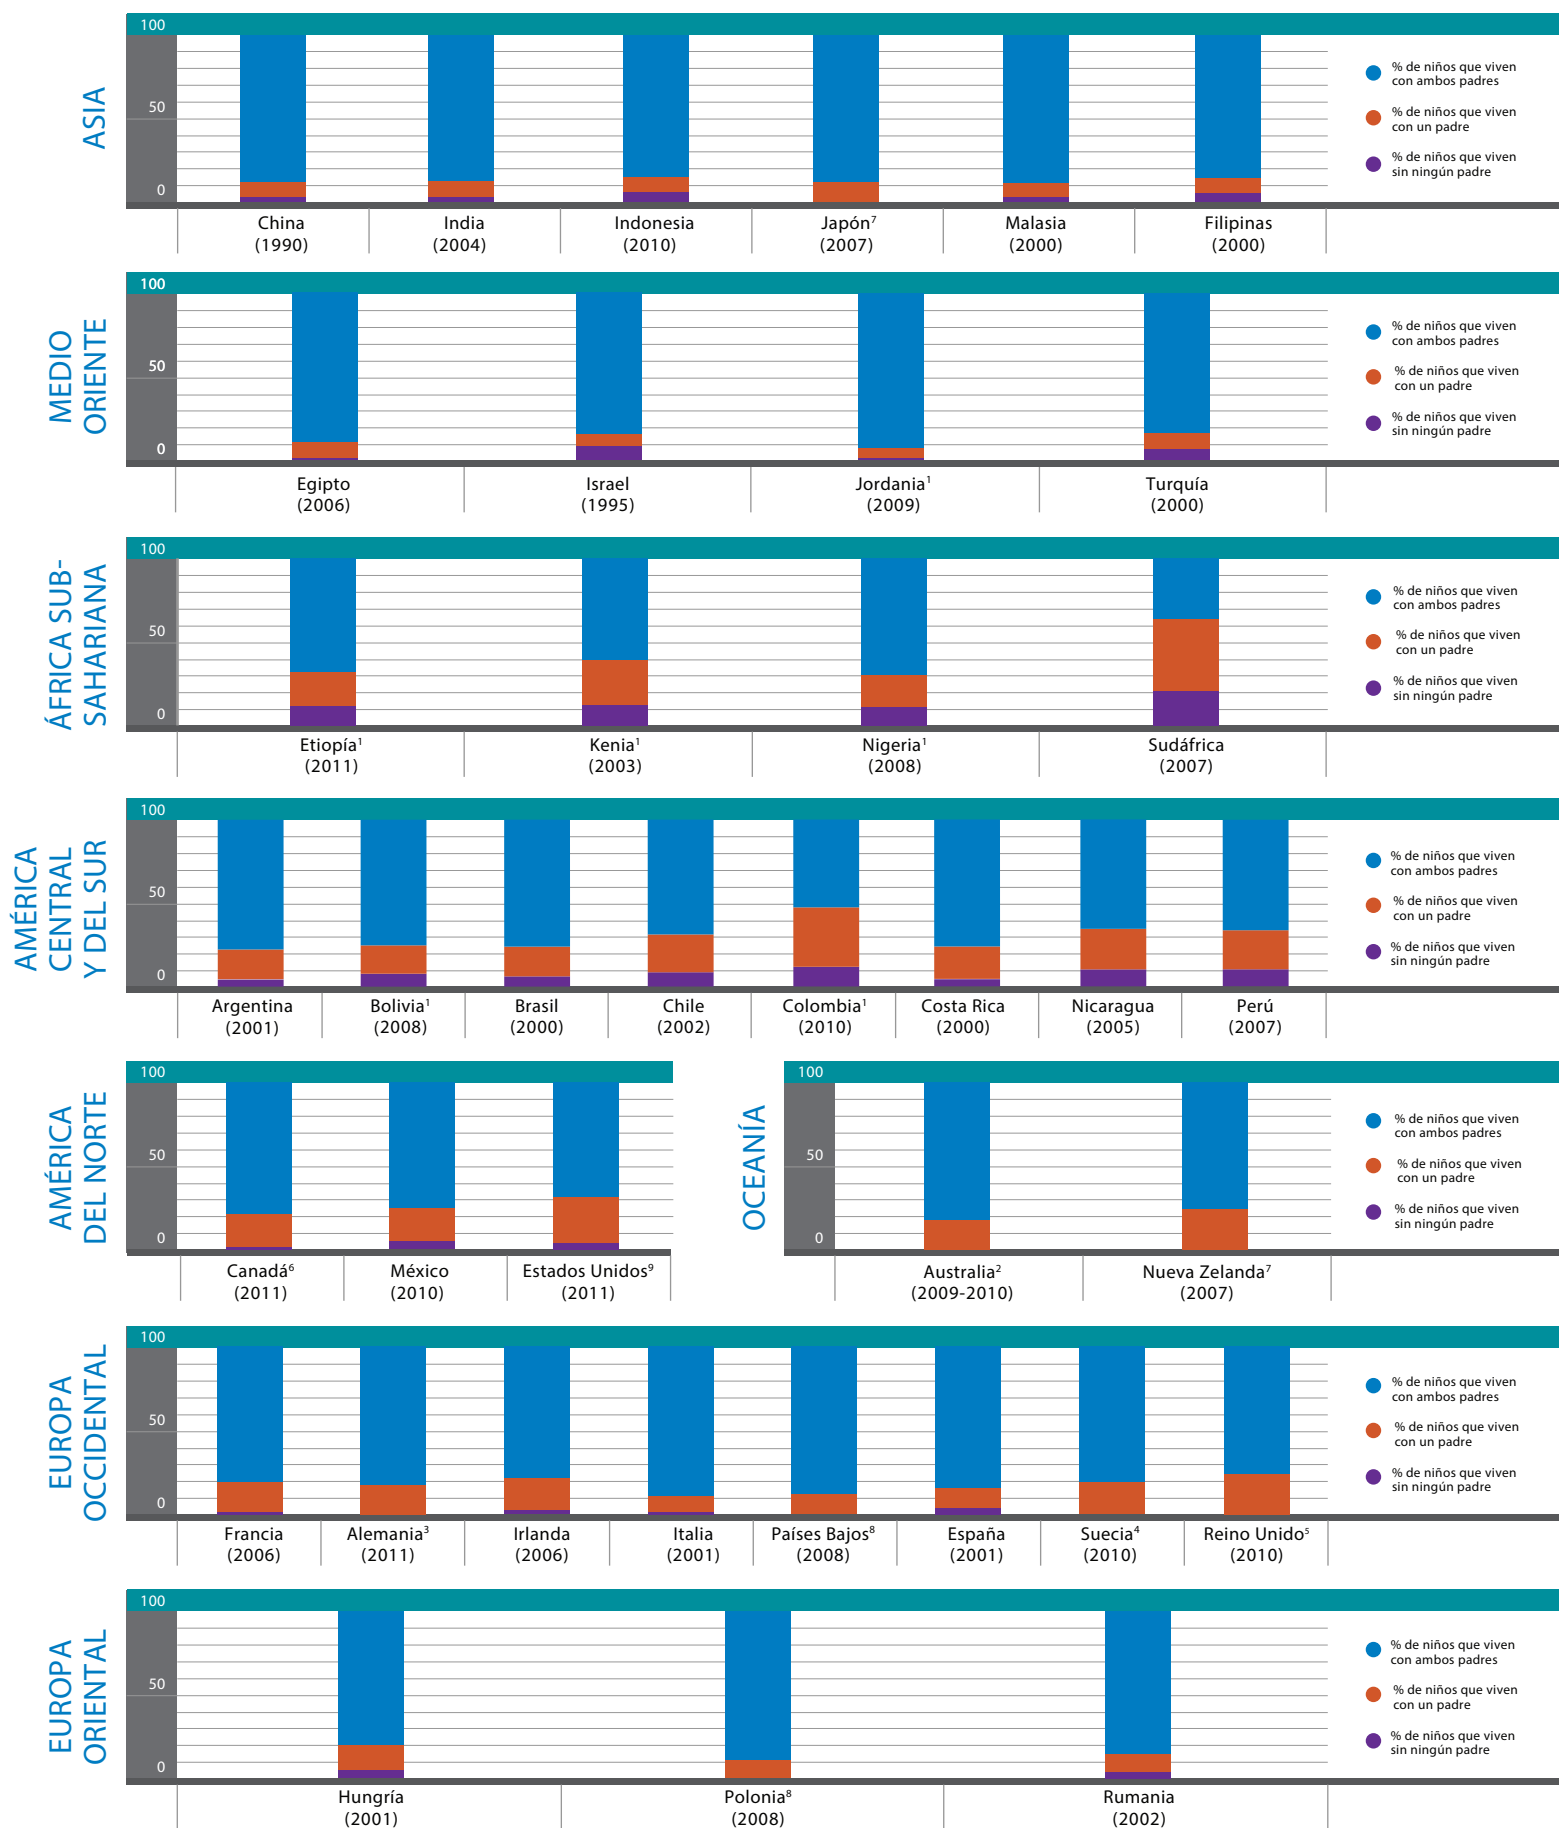 ASIA
100
50
0
China
(1990)
India
(2004)
Indonesia
(2010)
Japón⁷
(2007)
Malasia
(2000)
Filipinas
(2000)
% de niños que viven
con ambos padres
% de niños que viven
con un padre
% de niños que viven
sin ningún padre
MEDIO
ORIENTE
100
50
0
Egipto
(2006)
Israel
(1995)
Jordania¹
(2009)
Turquía
(2000)
% de niños que viven
con ambos padres
% de niños que viven
con un padre
% de niños que viven
sin ningún padre
ÁFRICA SUB-
SAHARIANA
100
50
0
Etiopía¹
(2011)
Kenia¹
(2003)
Nigeria¹
(2008)
Sudáfrica
(2007)
% de niños que viven
con ambos padres
% de niños que viven
con un padre
% de niños que viven
sin ningún padre
AMÉRICA
CENTRAL
Y DEL SUR
100
50
0
Argentina
(2001)
Bolivia¹
(2008)
Brasil
(2000)
Chile
(2002)
Colombia¹
(2010)
Costa Rica
(2000)
Nicaragua
(2005)
Perú
(2007)
% de niños que viven
con ambos padres
% de niños que viven
con un padre
% de niños que viven
sin ningún padre
AMÉRICA
DEL NORTE
100
50
0
Canadá⁶
(2011)
México
(2010)
Estados Unidos⁹
(2011)
OCEANÍA
100
50
0
Australia²
(2009-2010)
Nueva Zelanda⁷
(2007)
% de niños que viven
con ambos padres
% de niños que viven
con un padre
% de niños que viven
sin ningún padre
EUROPA
OCCIDENTAL
100
50
0
Francia
(2006)
Alemania³
(2011)
Irlanda
(2006)
Italia
(2001)
Países Bajos⁸
(2008)
España
(2001)
Suecia⁴
(2010)
Reino Unido⁵
(2010)
% de niños que viven
con ambos padres
% de niños que viven
con un padre
% de niños que viven
sin ningún padre
EUROPA
ORIENTAL
100
50
0
Hungría
(2001)
Polonia⁸
(2008)
Rumania
(2002)
% de niños que viven
con ambos padres
% de niños que viven
con un padre
% de niños que viven
sin ningún padre